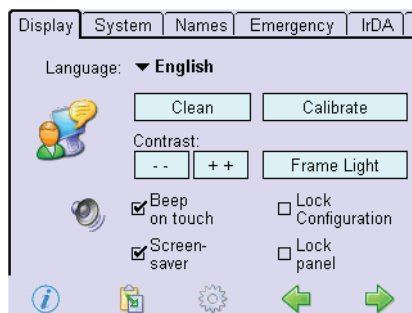 Display System Names Emergency IrDA
Language: English
Clean Calibrate
Contrast:
- - + + Frame Light
Beep on touch
Lock Configuration
Screen-saver
Lock panel